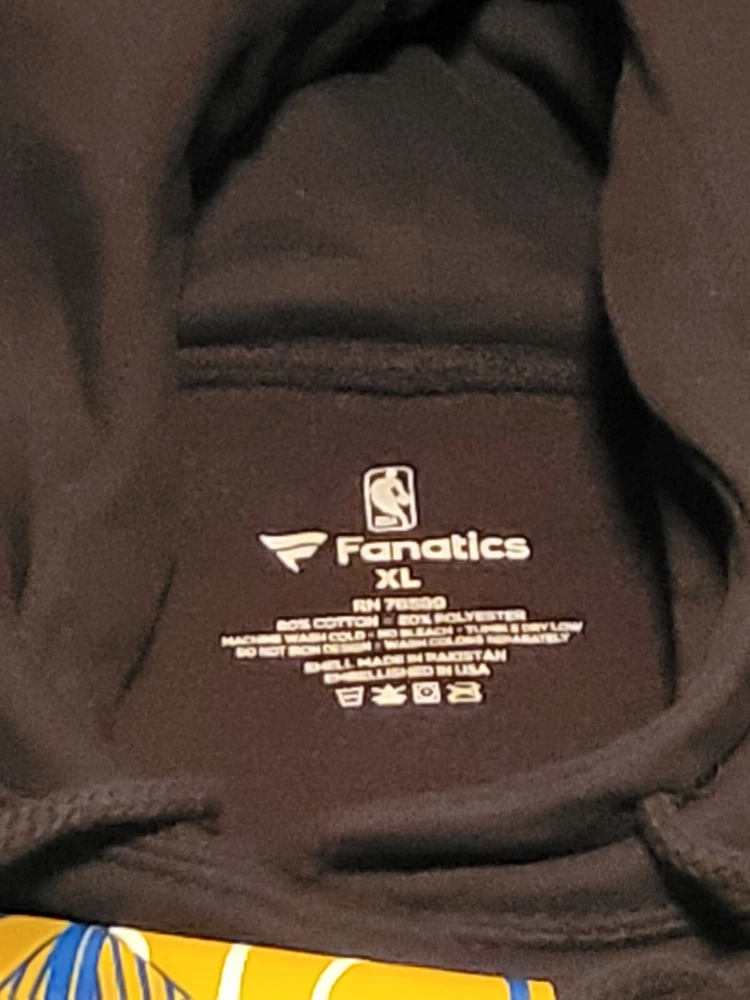 Fanatics
XL
RN 76500
80% COTTON 20% POLYESTER
MACHINE WASH COLD • NO BLEACH • TUMBLE DRY LOW
DO NOT IRON DESIGN • WASH COLORS SEPARATELY
SHELL MADE IN PAKISTAN
EMBELLISHED IN USA